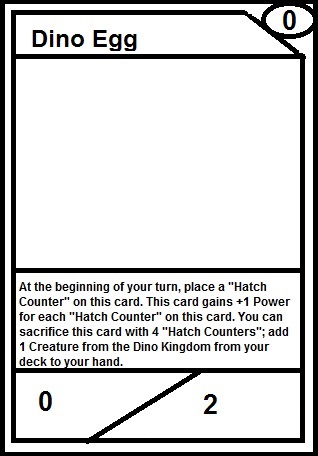 0
Dino Egg
At the beginning of your turn, place a "Hatch
Counter" on this card. This card gains +1 Power
for each "Hatch Counter" on this card. You can
sacrifice this card with 4 "Hatch Counters"; add
1 Creature from the Dino Kingdom from your
deck to your hand.
0
2